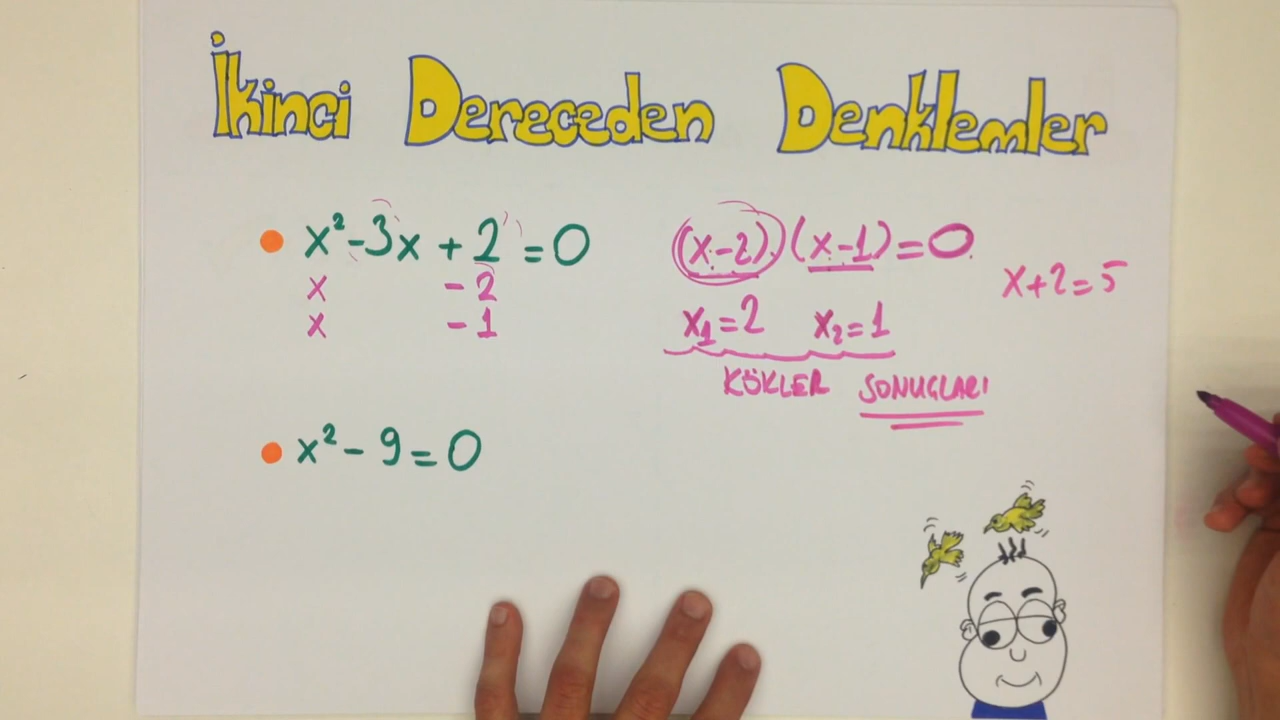 İkinci Dereceden Denklemler
x²-3x+2=0
x -2
x -1
(x-2)(x-1)=0
x₁=2 x₂=1
KÖKLER SONUÇLARI
x+2=5
x²-9=0